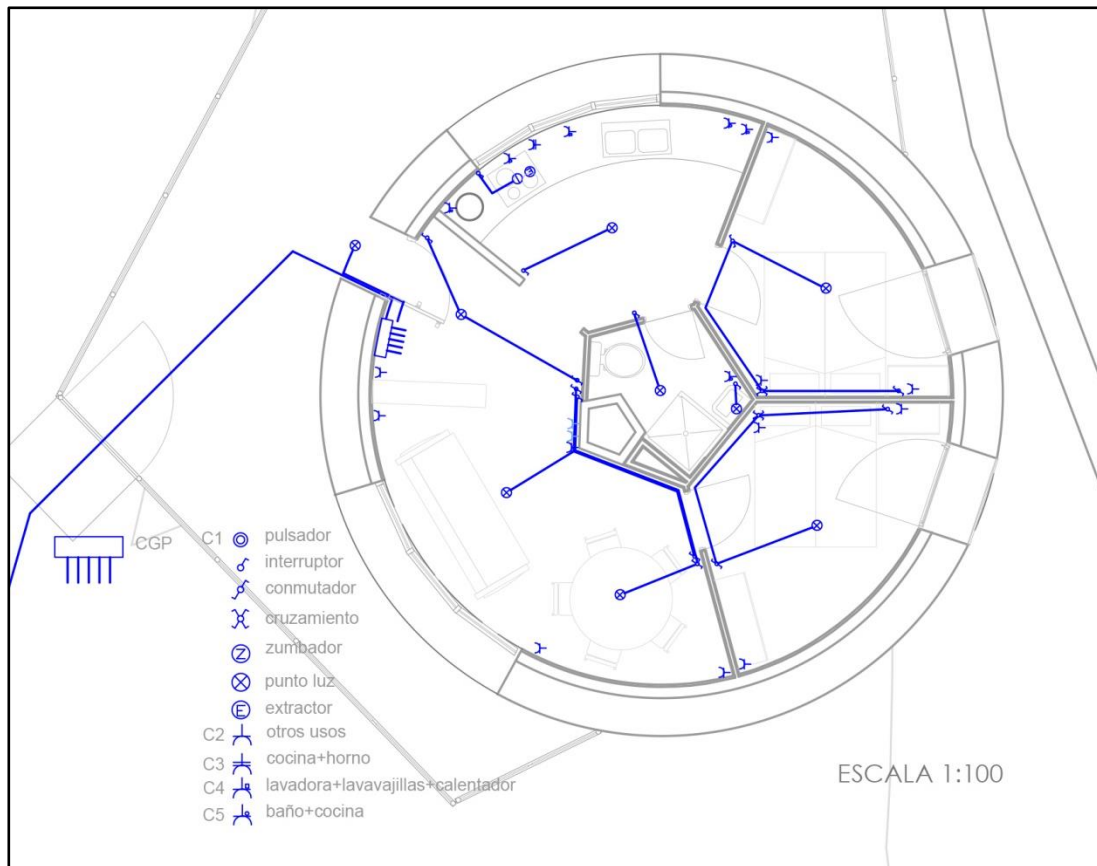 CGP
C1 pulsador
interruptor
conmutador
cruzamiento
Z zumbador
punto luz
E extractor
C2 otros usos
C3 cocina+horno
C4 lavadora+lavavajillas+calentador
C5 baño+cocina
ESCALA 1:100